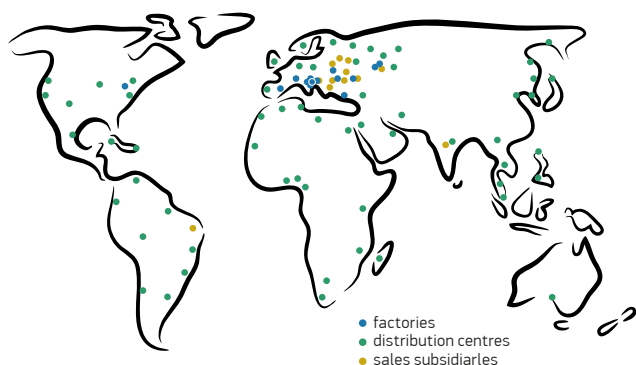 factories
distribution centres
sales subsidiarles